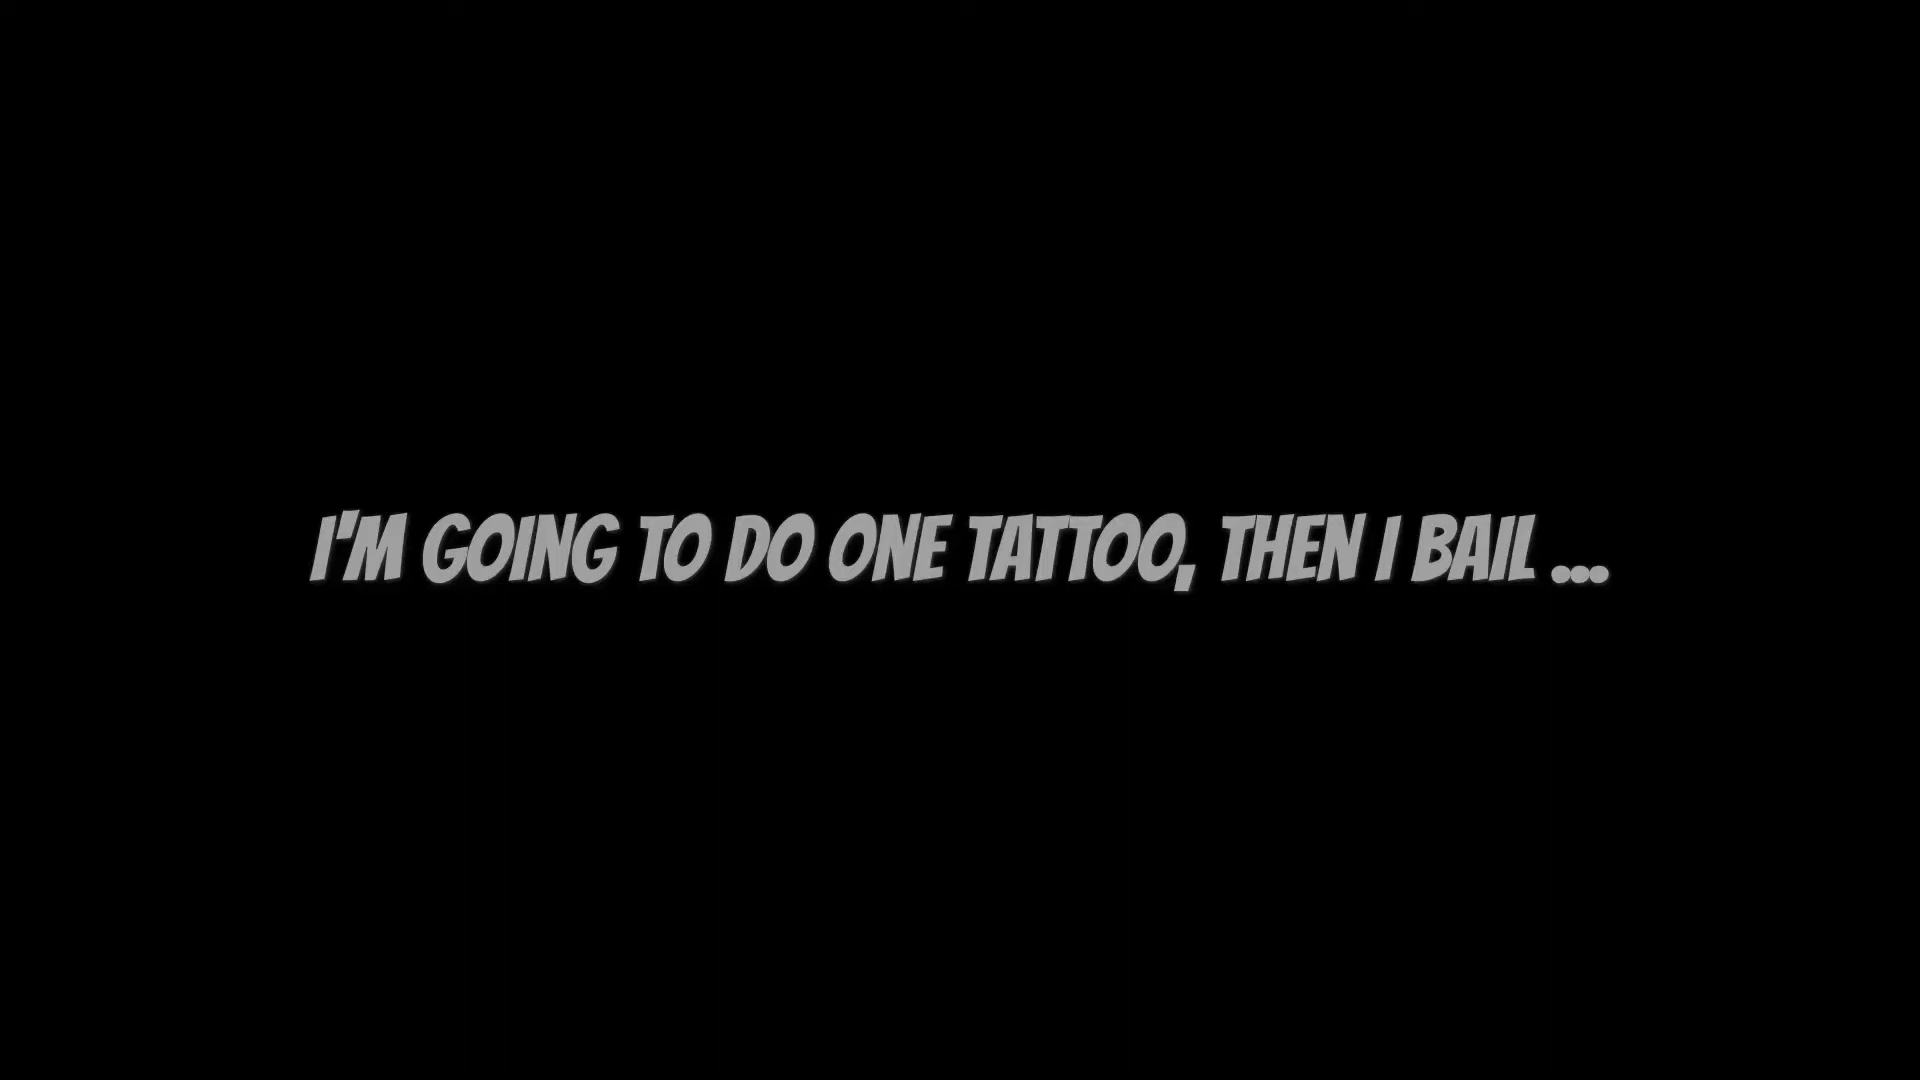 I'M GOING TO DO ONE TATTOO, THEN I BAIL ...